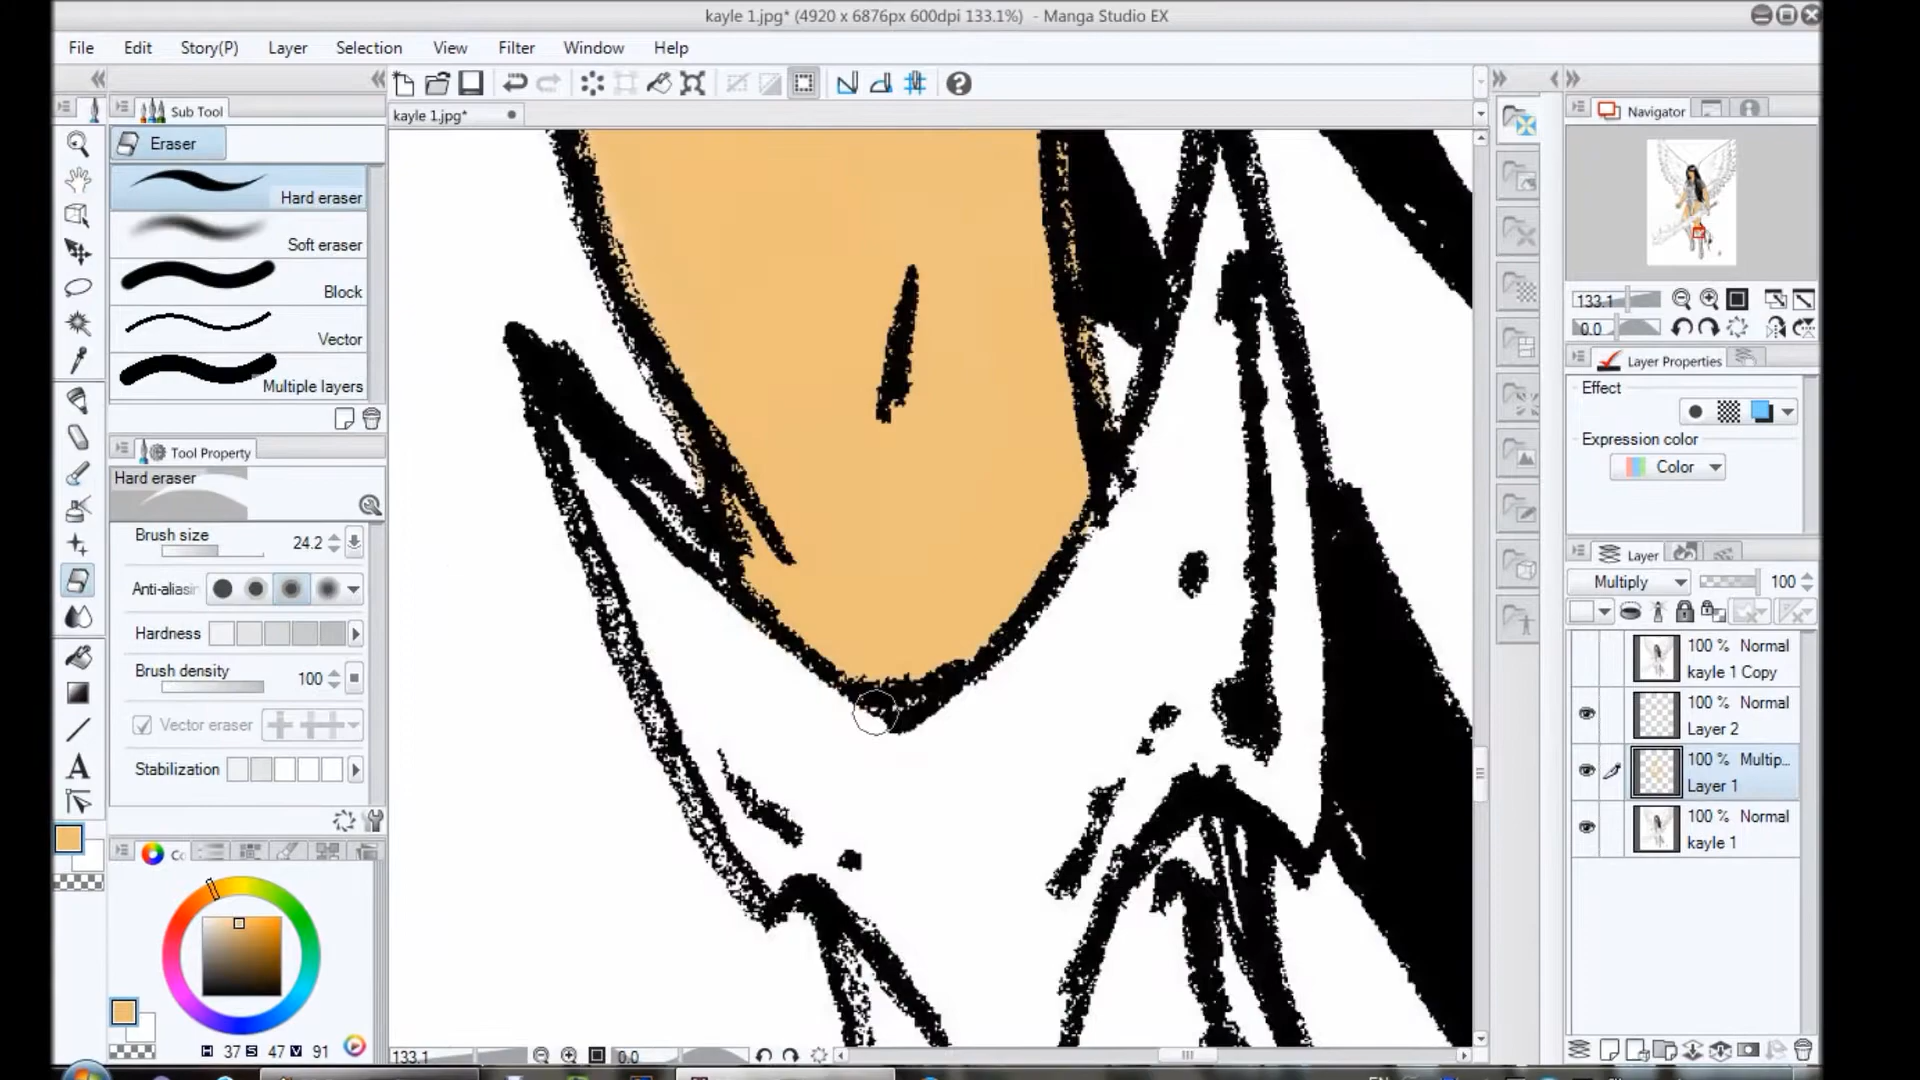 kayle 1.jpg* (4920 x 6876px 600dpi 133.1%) - Manga Studio EX
File Edit Story(P) Layer Selection View Filter Window Help
Sub Tool
kayle 1.jpg*
Navigator
Eraser
Hard eraser
Soft eraser
Block
Vector
Multiple layers
133.1
0.0
Layer Properties
Effect
Expression color
Color
Tool Property
Hard eraser
Brush size 24.2
Anti-aliasin
Hardness
Brush density 100
Vector eraser
Stabilization
Layer
Multiply 100
100 % Normal
kayle 1 Copy
100 % Normal
Layer 2
100 % Multip...
Layer 1
100 % Normal
kayle 1
Co
H 37 S 47 V 91
133.1 0.0